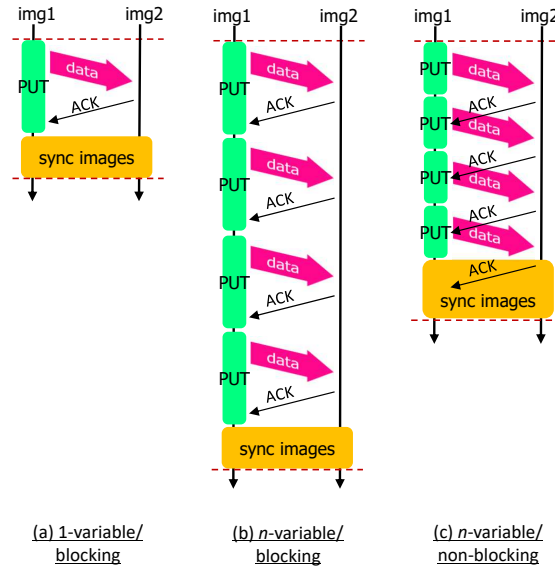 img1 img2
PUT
data
ACK
sync images
(a) 1-variable/
blocking
img1 img2
PUT
data
ACK
PUT
data
ACK
PUT
data
ACK
PUT
data
ACK
sync images
(b) n-variable/
blocking
img1 img2
PUT
data
ACK
PUT
data
ACK
PUT
data
ACK
PUT
data
ACK
sync images
(c) n-variable/
non-blocking